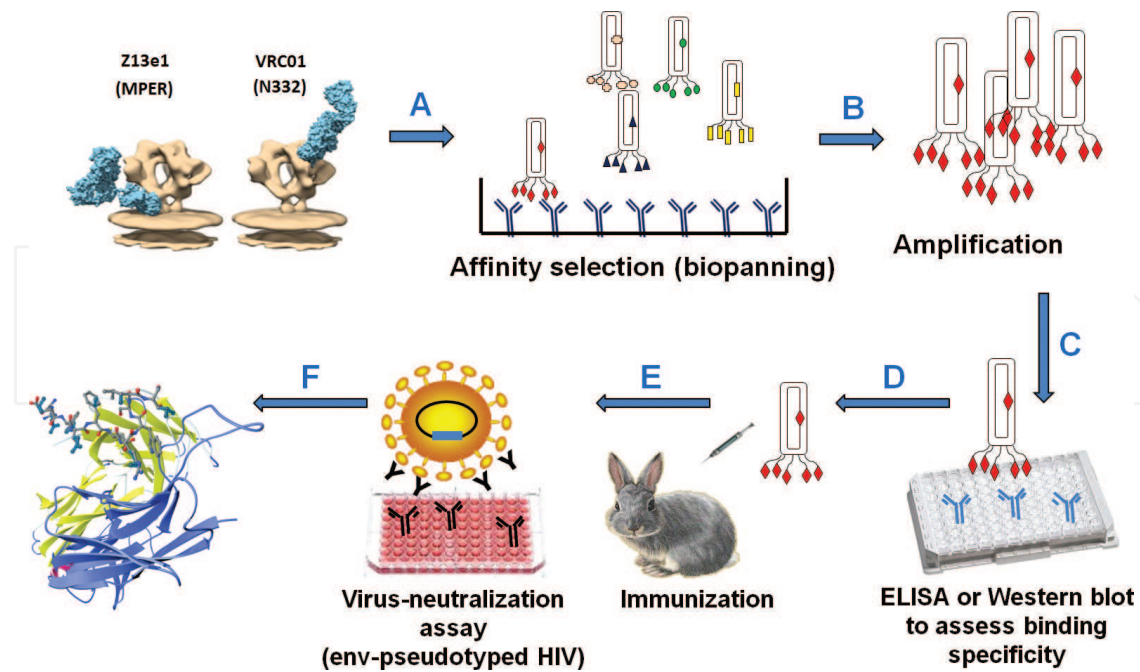 Z13e1
(MPER)
VRC01
(N332)
A
Affinity selection (biopanning)
B
Amplification
C
ELISA or Western blot
to assess binding
specificity
D
Immunization
E
Virus-neutralization
assay
(env-pseudotyped HIV)
F